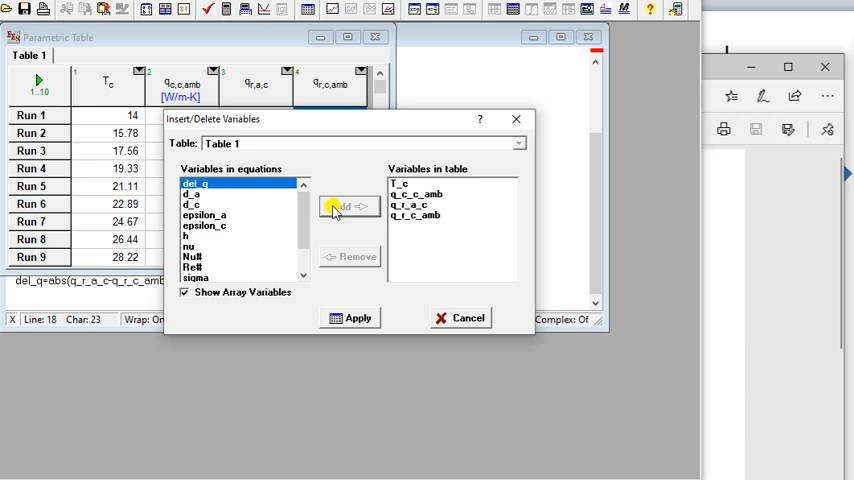 Parametric Table
Table 1
1..10
1
T_c
2
q_c,c,amb
[W/m-K]
3
q_r,a,c
4
q_r,c,amb
Run 1 14
Run 2 15.78
Run 3 17.56
Run 4 19.33
Run 5 21.11
Run 6 22.89
Run 7 24.67
Run 8 26.44
Run 9 28.22
del_q=abs(q_r_a_c-q_r_c_amb
Line: 18 Char: 23 Wrap: On
Complex: Of
Insert/Delete Variables
Table: Table 1
Variables in equations
del_q
d_a
d_c
epsilon_a
epsilon_c
h
nu
Nu#
Re#
sigma
Add
Remove
Variables in table
T_c
q_c_c_amb
q_r_a_c
q_r_c_amb
Show Array Variables
Apply
Cancel